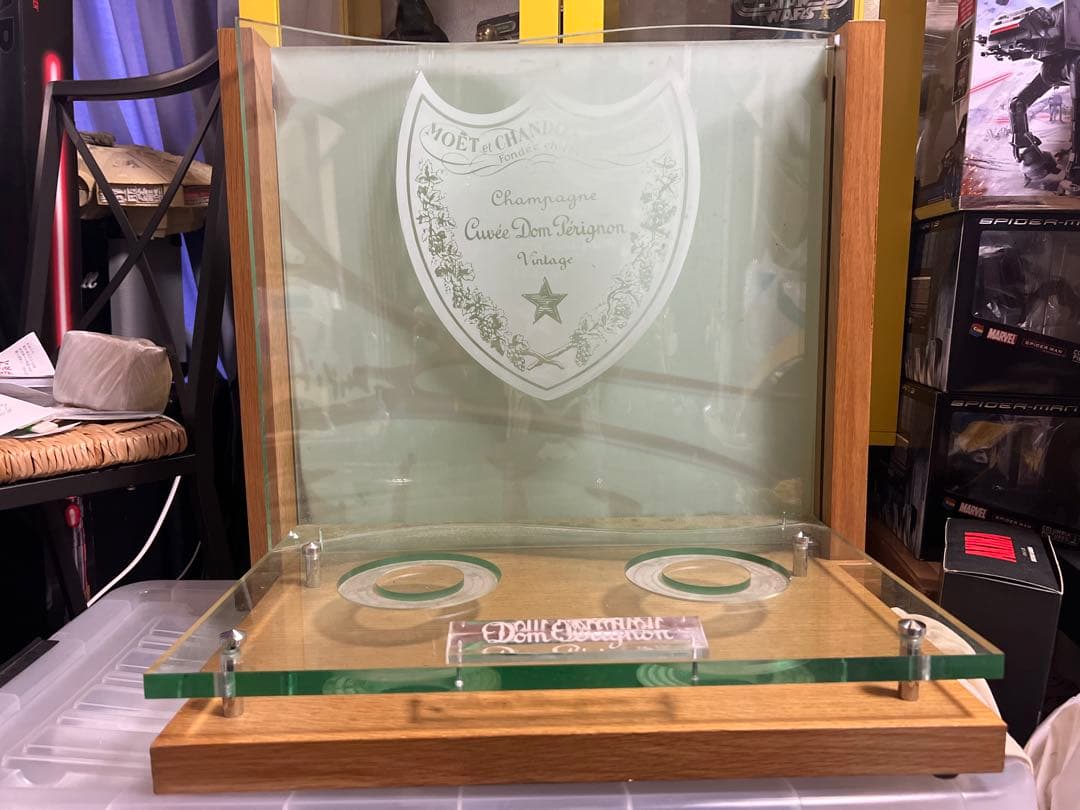 STAR
WARS
MOËT et CHANDON
Fondée
Champagne
Cuvée Dom Pérignon
Vintage
Dom Pérignon
SPIDER-MAN
MARVEL
SPIDER-MAN
SPIDER-MAN
MARVEL